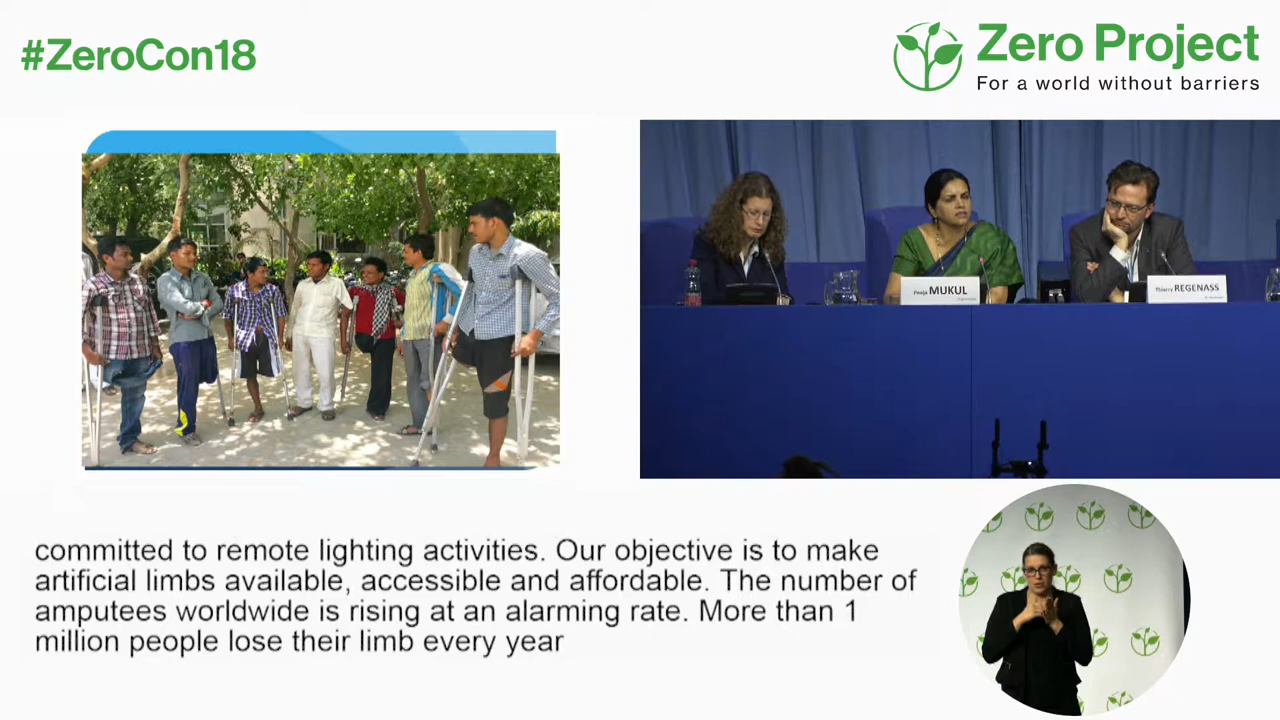 #ZeroCon18
Zero Project
For a world without barriers
Pooja MUKUL
Thierry REGENASS
committed to remote lighting activities. Our objective is to make
artificial limbs available, accessible and affordable. The number of
amputees worldwide is rising at an alarming rate. More than 1
million people lose their limb every year